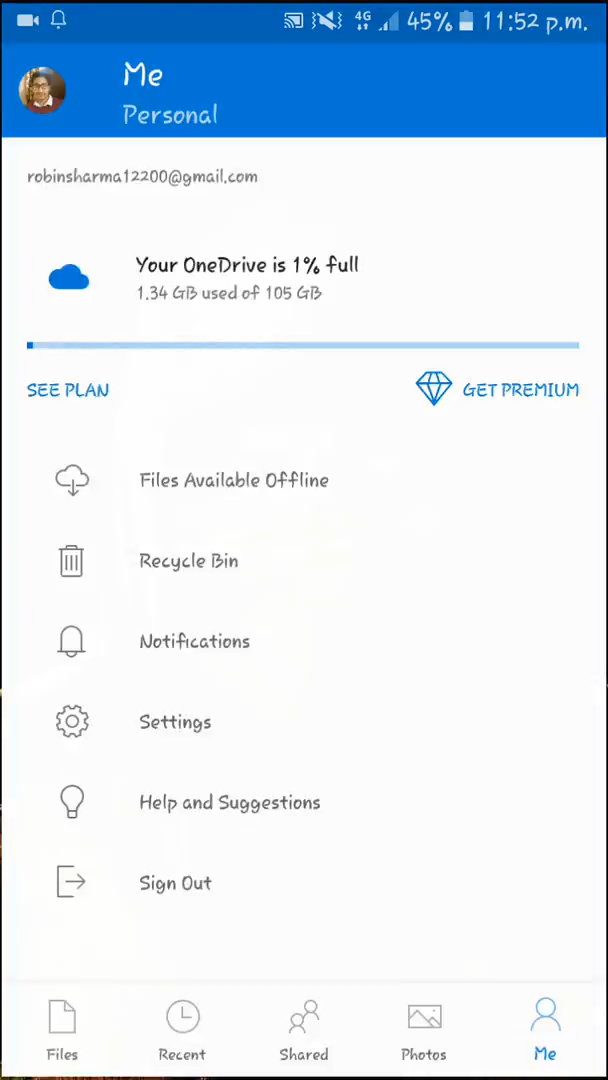 4G 45% 11:52 p.m.
Me
Personal
robinsharma12200@gmail.com
Your OneDrive is 1% full
1.34 GB used of 105 GB
SEE PLAN GET PREMIUM
Files Available Offline
Recycle Bin
Notifications
Settings
Help and Suggestions
Sign Out
Files Recent Shared Photos Me